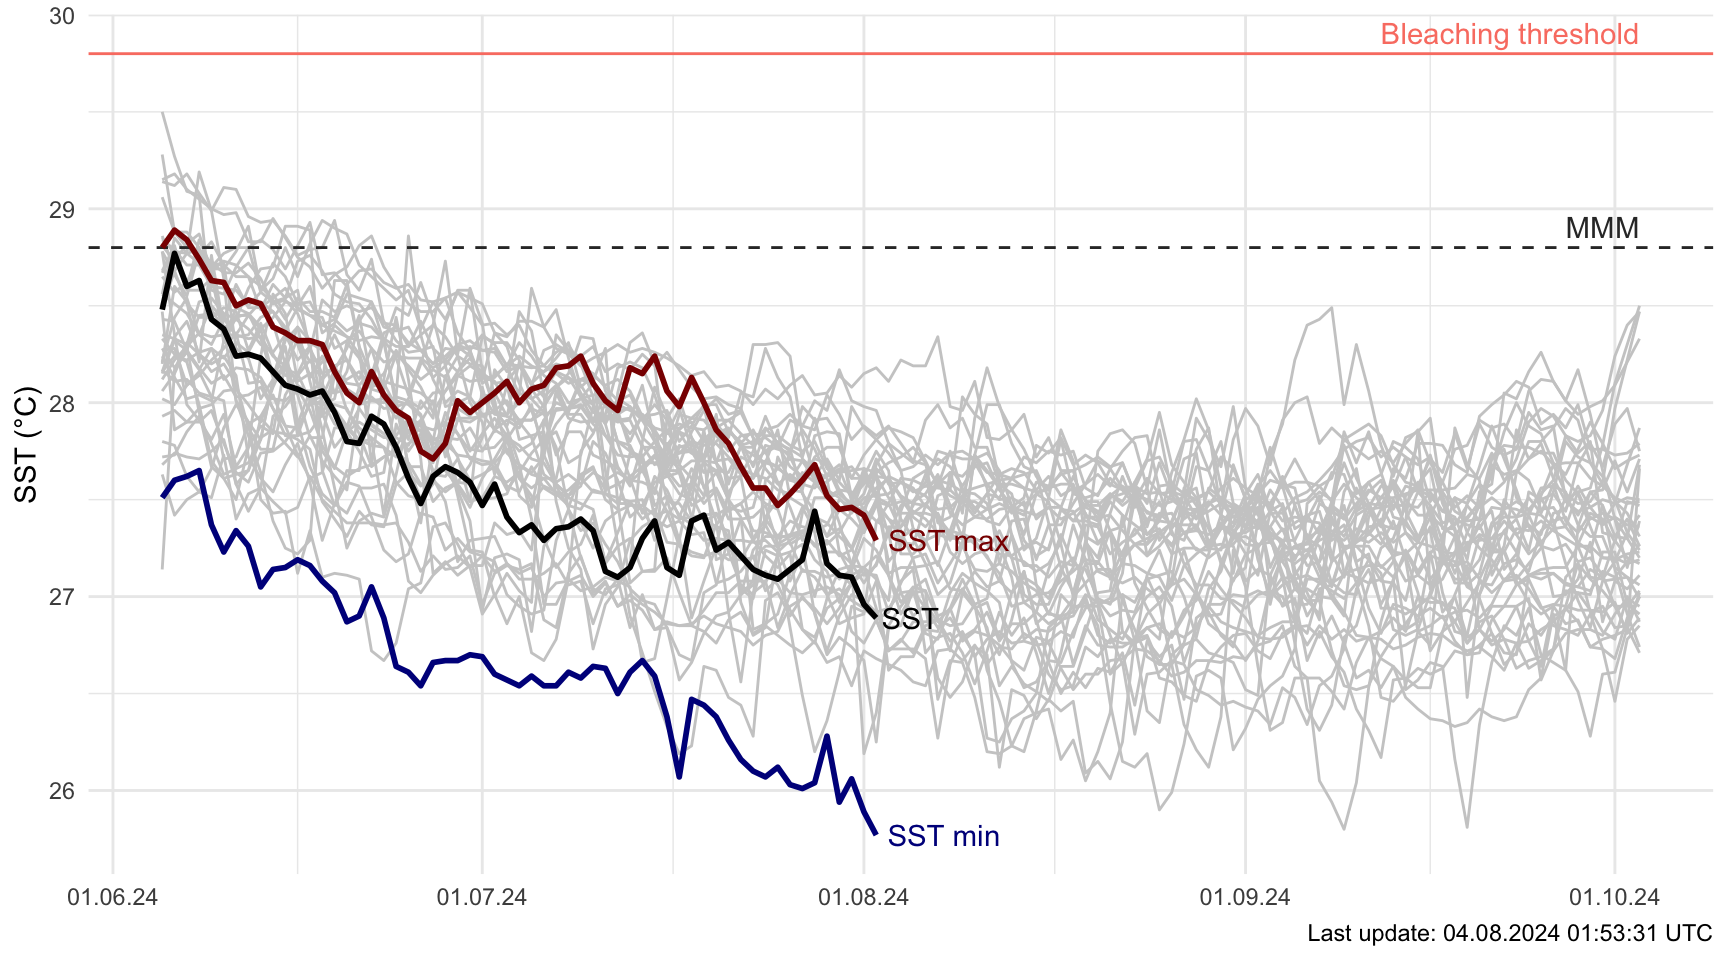 30
Bleaching threshold
29
MMM
28
SST (°C)
SST max
27
SST
26
SST min
01.06.24 01.07.24 01.08.24 01.09.24 01.10.24
Last update: 04.08.2024 01:53:31 UTC